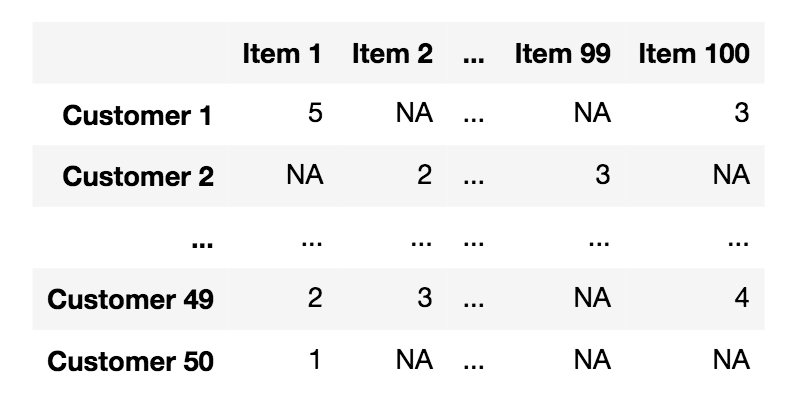 Item 1 Item 2 ... Item 99 Item 100
Customer 1 5 NA ... NA 3
Customer 2 NA 2 ... 3 NA
... ... ... ... ... ...
Customer 49 2 3 ... NA 4
Customer 50 1 NA ... NA NA